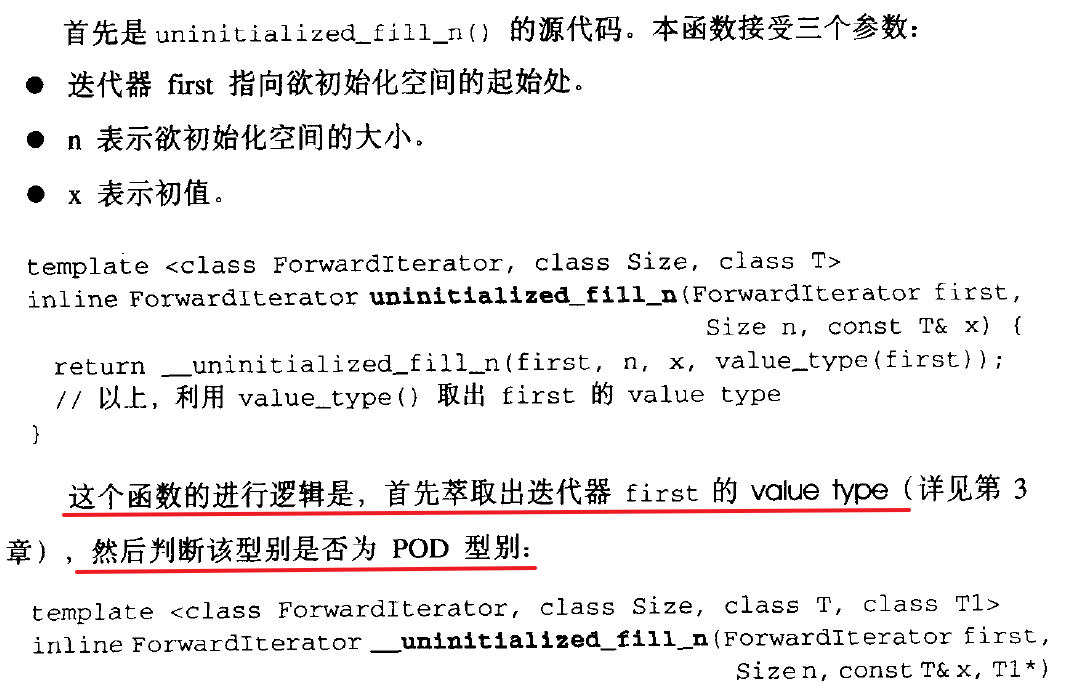 首先是 uninitialized_fill_n() 的源代码。本函数接受三个参数：
● 迭代器 first 指向欲初始化空间的起始处。
● n 表示欲初始化空间的大小。
● x 表示初值。
template <class ForwardIterator, class Size, class T>
inline ForwardIterator uninitialized_fill_n(ForwardIterator first,
Size n, const T& x) {
return __uninitialized_fill_n(first, n, x, value_type(first));
// 以上，利用 value_type() 取出 first 的 value type
}
这个函数的进行逻辑是，首先萃取出迭代器 first 的 value type（详见第 3
章），然后判断该型别是否为 POD 型别：
template <class ForwardIterator, class Size, class T, class T1>
inline ForwardIterator __uninitialized_fill_n(ForwardIterator first,
Size n, const T& x, T1*)